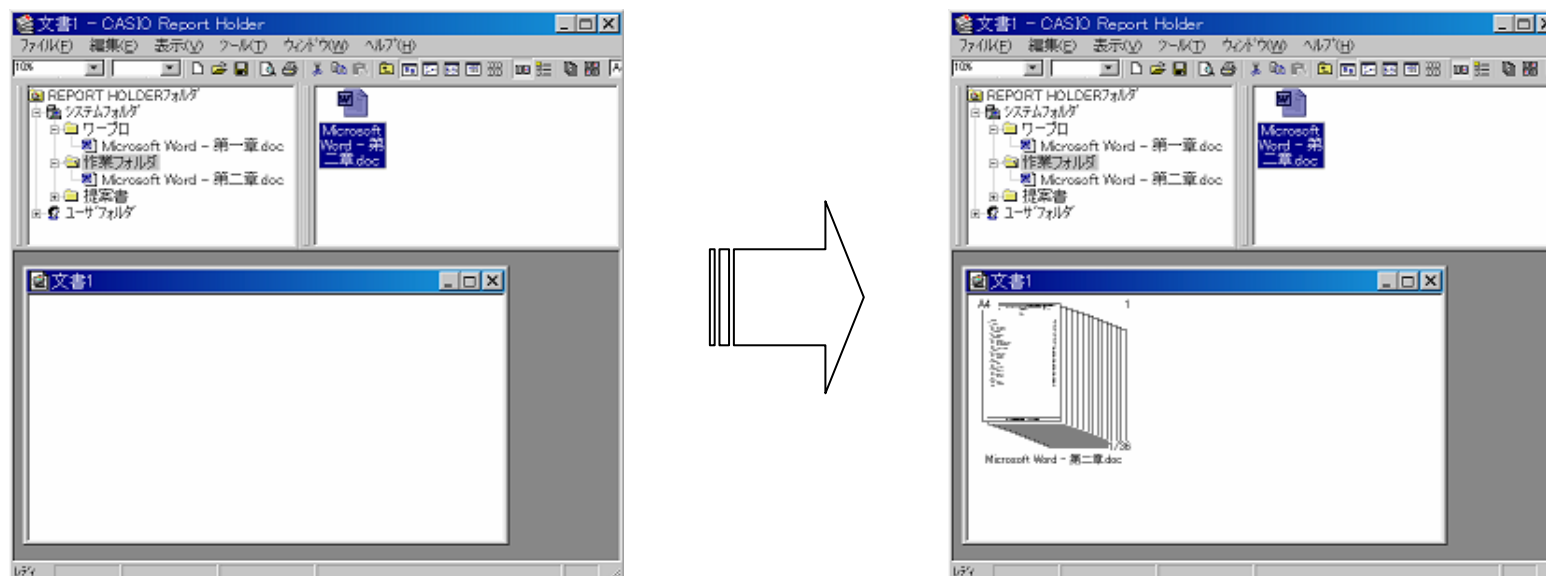 文書1 - CASIO Report Holder
ファイル(F) 編集(E) 表示(V) ツール(T) ウィンドウ(W) ヘルプ(H)
10%
REPORT HOLDERフォルダ
システムフォルダ
ワープロ
Microsoft Word - 第一章.doc
作業フォルダ
Microsoft Word - 第二章.doc
提案書
ユーザフォルダ
Microsoft
Word - 第
二章.doc
文書1
レディ
文書1 - CASIO Report Holder
ファイル(F) 編集(E) 表示(V) ツール(T) ウィンドウ(W) ヘルプ(H)
10%
REPORT HOLDERフォルダ
システムフォルダ
ワープロ
Microsoft Word - 第一章.doc
作業フォルダ
Microsoft Word - 第二章.doc
提案書
ユーザフォルダ
Microsoft
Word - 第
二章.doc
文書1
A4 1
1/36
Microsoft Word - 第二章.doc
レディ